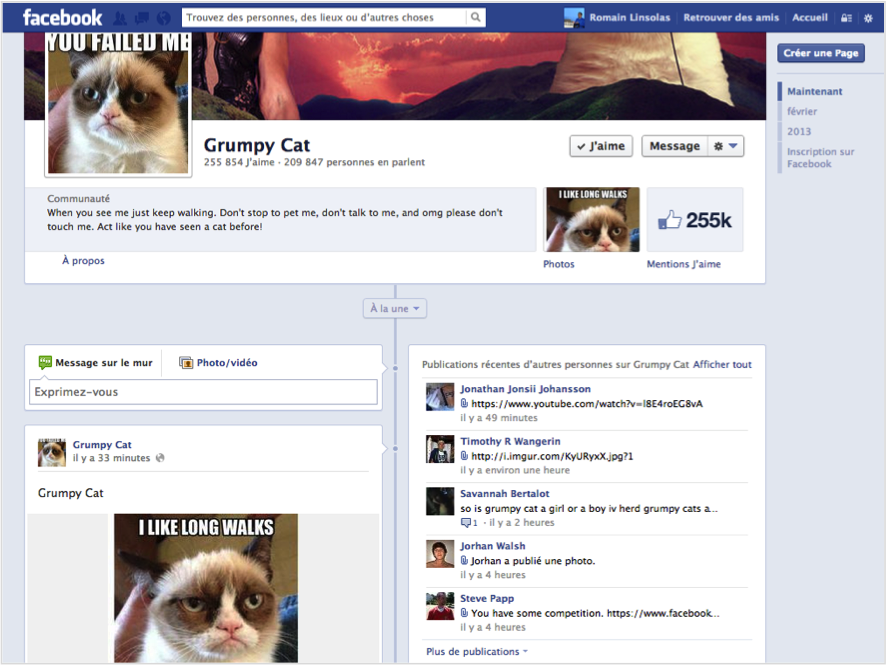 facebook
Trouvez des personnes, des lieux ou d'autres choses
Romain Linsolas
Retrouver des amis
Accueil
YOU FAILED ME
Créer une Page
Maintenant
février
2013
Inscription sur
Facebook
Grumpy Cat
255 854 J'aime · 209 847 personnes en parlent
✔ J'aime
Message
Communauté
When you see me just keep walking. Don't stop to pet me, don't talk to me, and omg please don't
touch me. Act like you have seen a cat before!
À propos
I LIKE LONG WALKS
Photos
255k
Mentions J'aime
À la une
Message sur le mur
Photo/vidéo
Exprimez-vous
Grumpy Cat
il y a 33 minutes
Grumpy Cat
I LIKE LONG WALKS
Publications récentes d'autres personnes sur Grumpy Cat Afficher tout
Jonathan Jonsii Johansson
https://www.youtube.com/watch?v=l8E4roEG8vA
il y a 49 minutes
Timothy R Wangerin
http://i.imgur.com/KyURyxX.jpg?1
il y a environ une heure
Savannah Bertalot
so is grumpy cat a girl or a boy iv herd grumpy cats a...
1 · il y a 2 heures
Jorhan Walsh
Jorhan a publié une photo.
il y a 4 heures
Steve Papp
You have some competition. https://www.facebook...
il y a 4 heures
Plus de publications